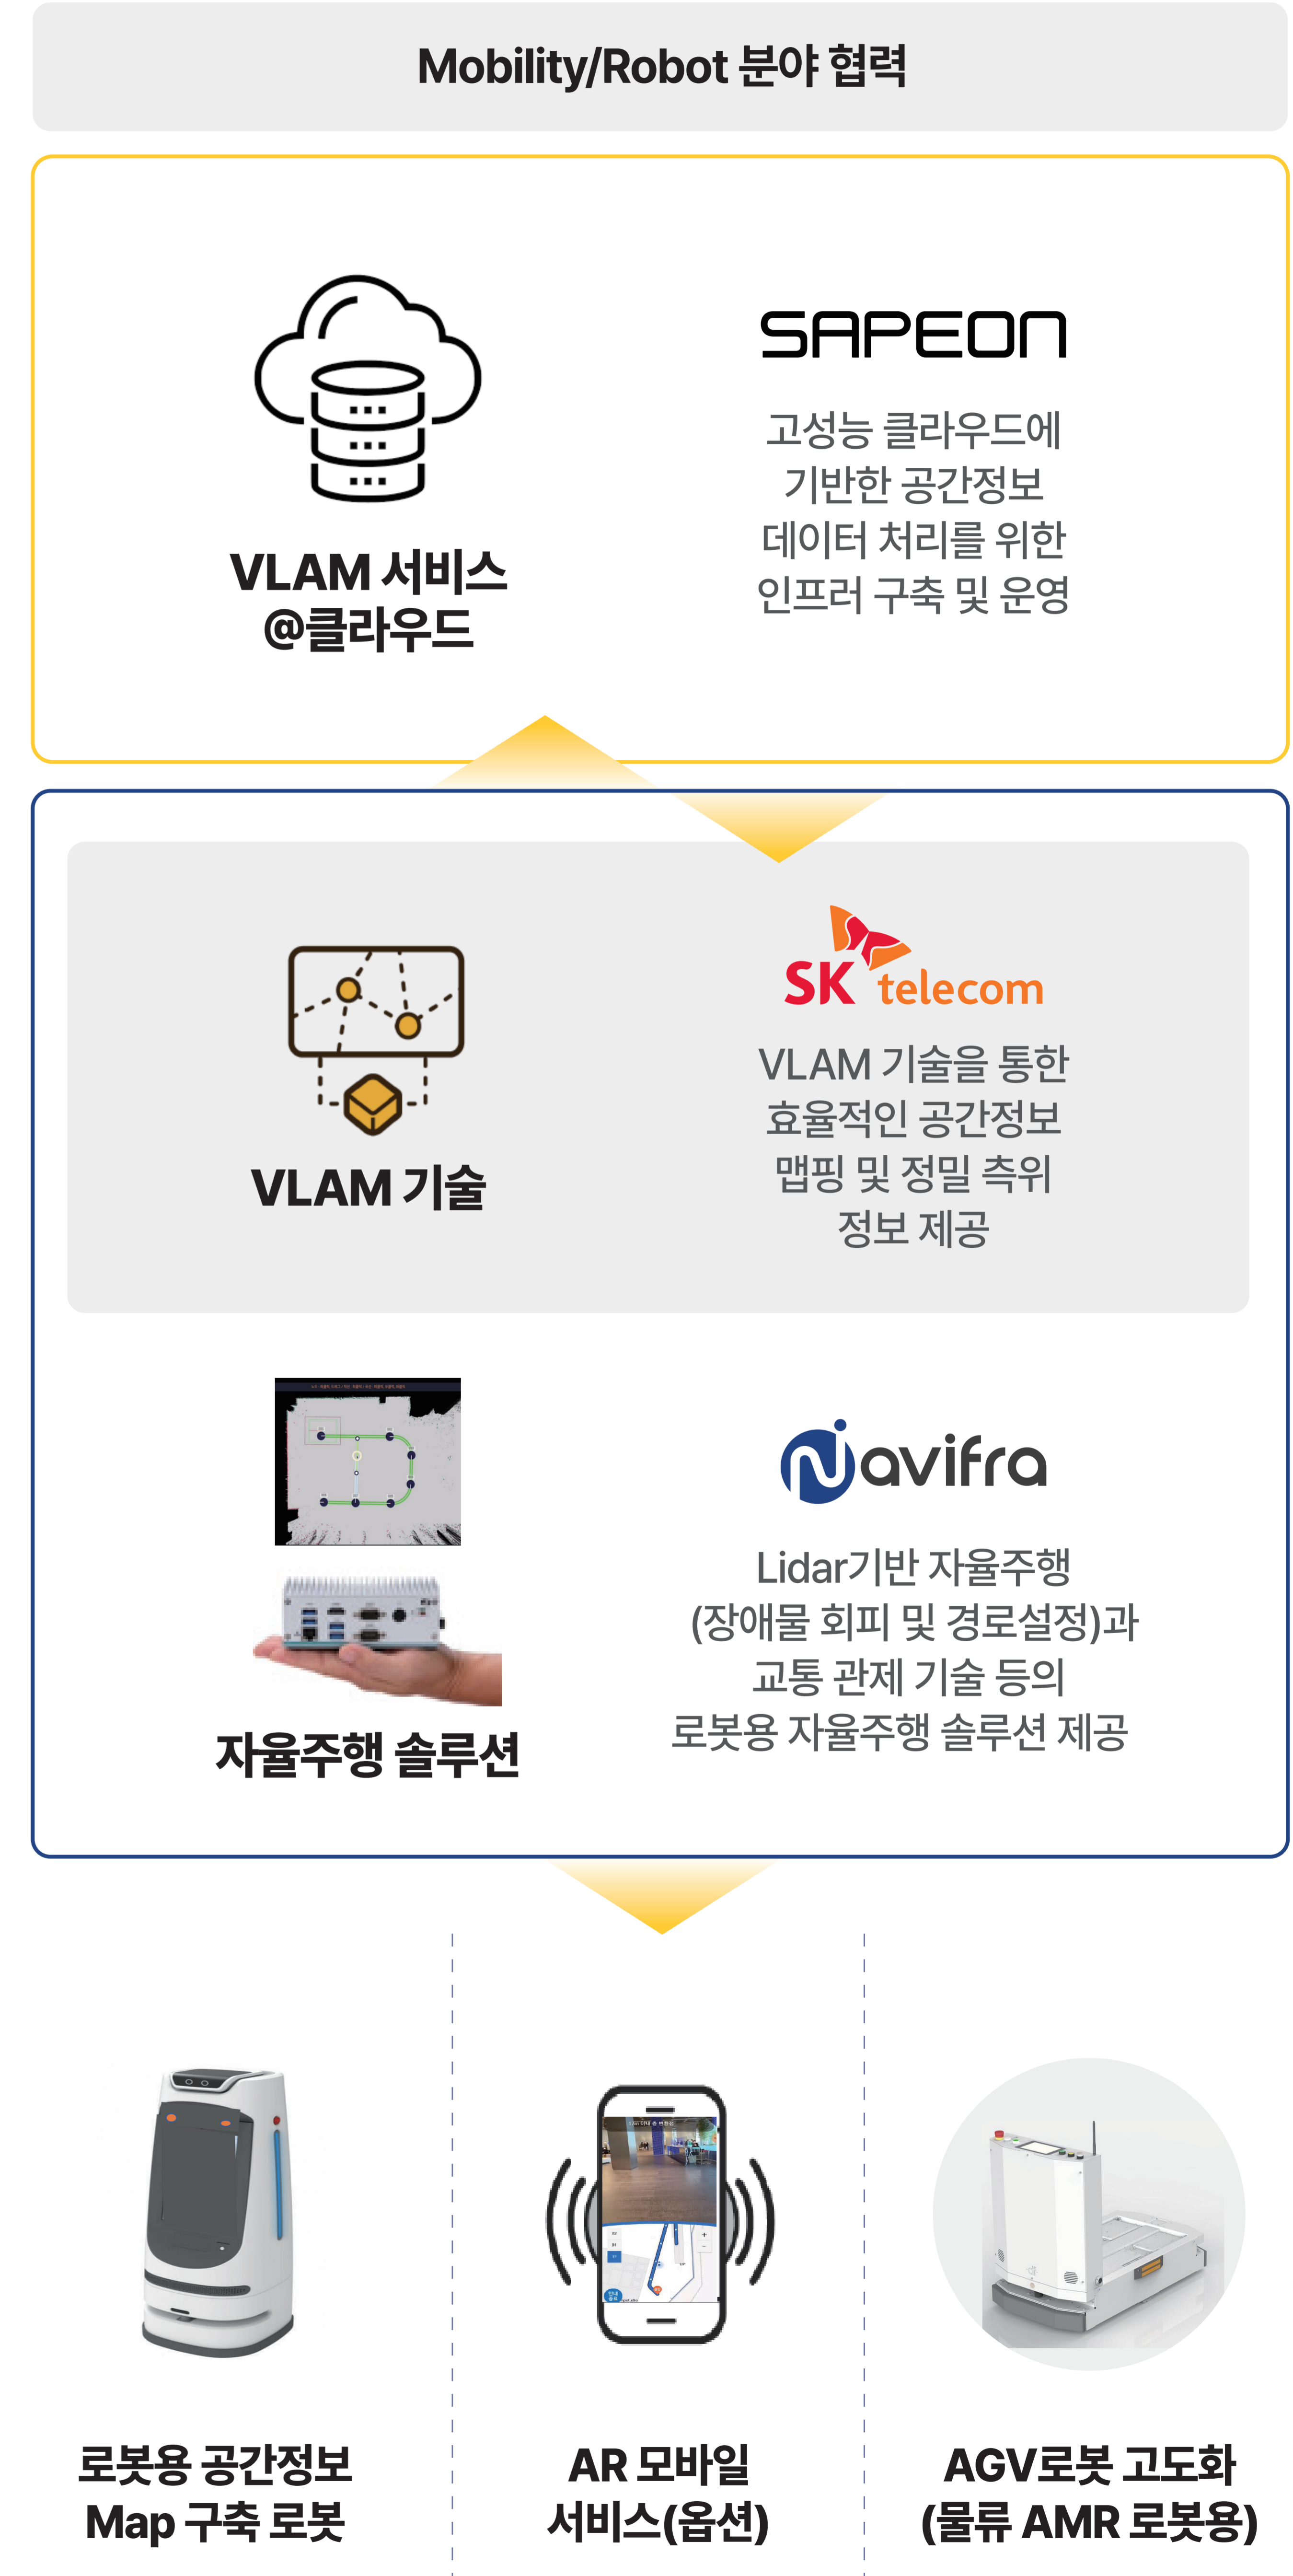 Mobility/Robot 분야 협력
SAPEON
고성능 클라우드에
기반한 공간정보
데이터 처리를 위한
인프러 구축 및 운영
VLAM 서비스
@클라우드
SK telecom
VLAM 기술을 통한
효율적인 공간정보
맵핑 및 정밀 측위
정보 제공
VLAM 기술
Navifra
Lidar기반 자율주행
(장애물 회피 및 경로설정)과
교통 관제 기술 등의
로봇용 자율주행 솔루션 제공
자율주행 솔루션
로봇용 공간정보
Map 구축 로봇
AR 모바일
서비스(옵션)
AGV로봇 고도화
(물류 AMR 로봇용)